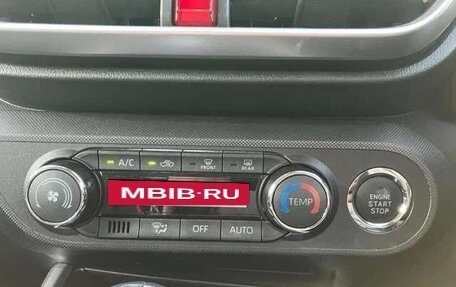 A/C
FRONT
REAR
MBIB-RU
TEMP
ENGINE
START
STOP
OFF
AUTO